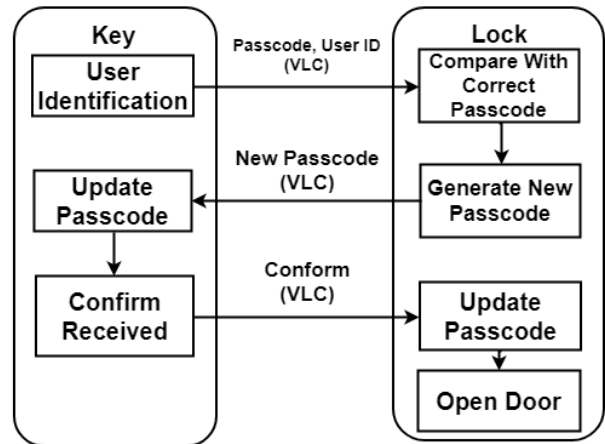 Key
User
Identification
Passcode, User ID
(VLC)
Lock
Compare With
Correct
Passcode
New Passcode
(VLC)
Generate New
Passcode
Update
Passcode
Confirm
Received
Conform
(VLC)
Update
Passcode
Open Door